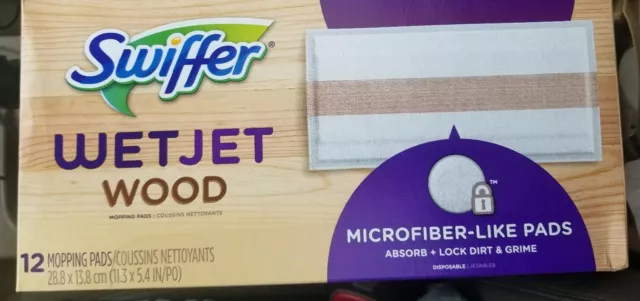 Swiffer®
WETJET
WOOD
MOPPING PADS | COUSSINS NETTOYANTS
12 MOPPING PADS/COUSSINS NETTOYANTS
28.8 x 13.8 cm (11.3 x 5.4 IN/PO)
™
MICROFIBER-LIKE PADS
ABSORB + LOCK DIRT & GRIME
DISPOSABLE | JETABLES